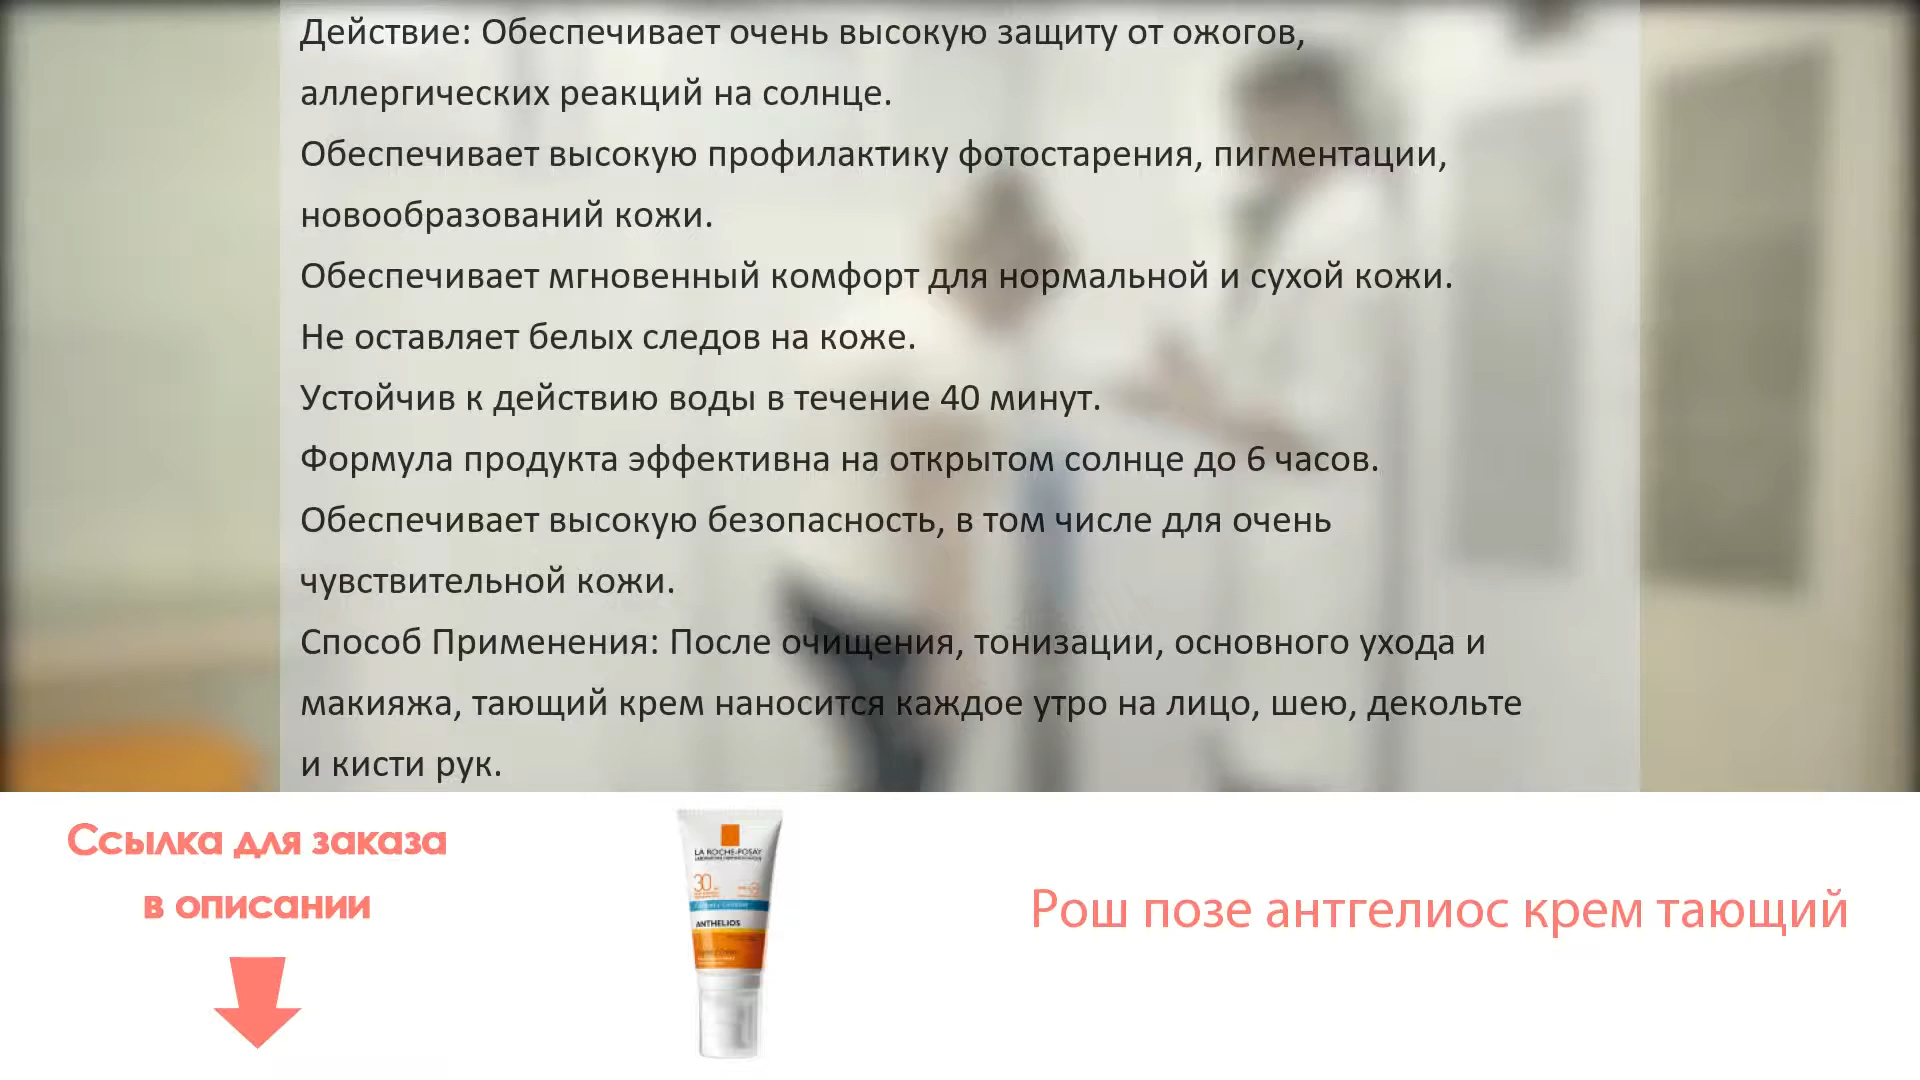 Действие: Обеспечивает очень высокую защиту от ожогов,
аллергических реакций на солнце.
Обеспечивает высокую профилактику фотостарения, пигментации,
новообразований кожи.
Обеспечивает мгновенный комфорт для нормальной и сухой кожи.
Не оставляет белых следов на коже.
Устойчив к действию воды в течение 40 минут.
Формула продукта эффективна на открытом солнце до 6 часов.
Обеспечивает высокую безопасность, в том числе для очень
чувствительной кожи.
Способ Применения: После очищения, тонизации, основного ухода и
макияжа, тающий крем наносится каждое утро на лицо, шею, декольте
и кисти рук.
Ссылка для заказа
в описании
LA ROCHE-POSAY
30
ANTHELIOS
Рош позе антгелиос крем тающий